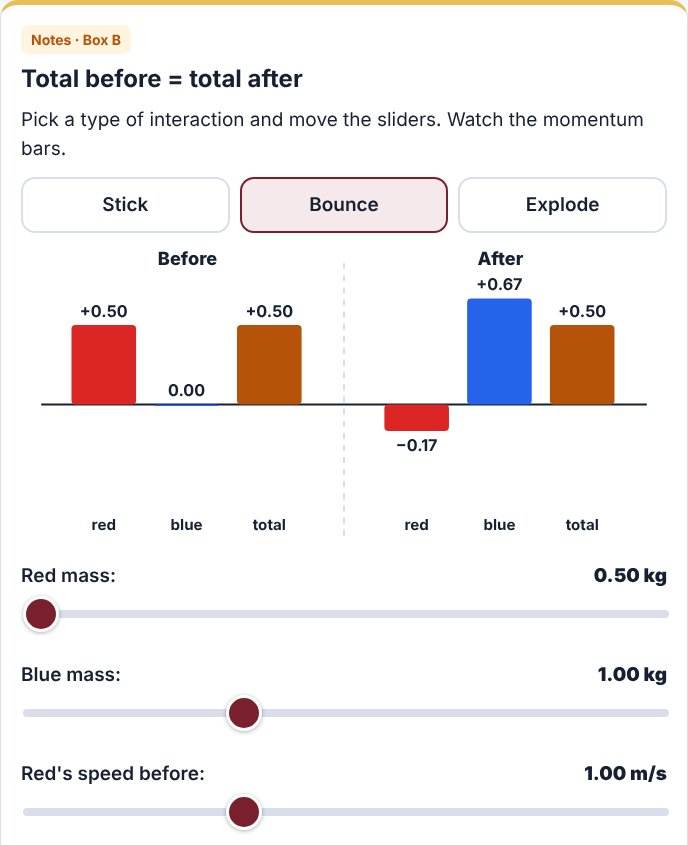 Notes · Box B
Total before = total after
Pick a type of interaction and move the sliders. Watch the momentum
bars.
Stick Bounce Explode
Before After
+0.50 0.00 +0.50 −0.17 +0.67 +0.50
red blue total red blue total
Red mass: 0.50 kg
Blue mass: 1.00 kg
Red's speed before: 1.00 m/s